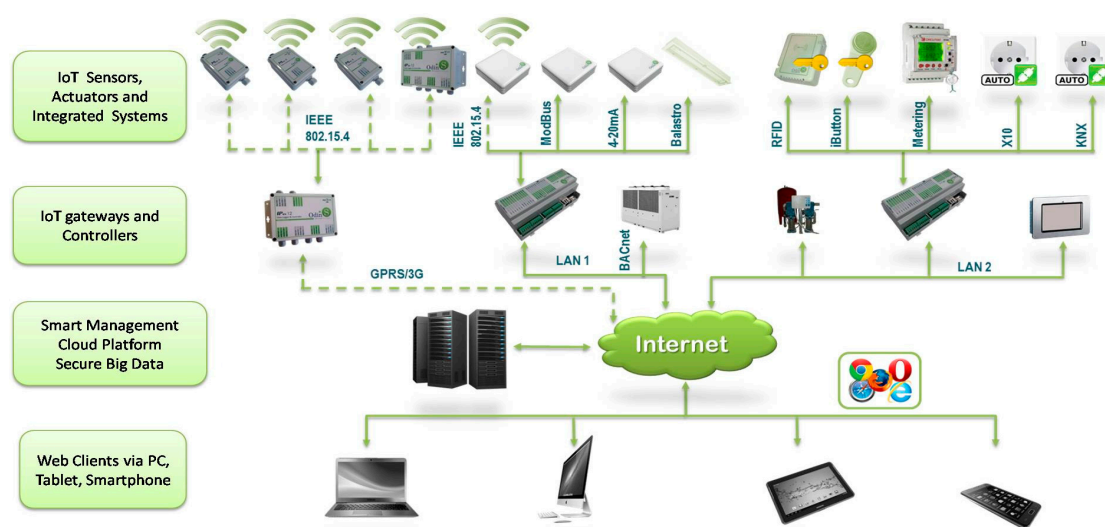 IoT Sensors,
Actuators and
Integrated Systems
IEEE
802.15.4
IEEE
802.15.4
ModBus
4-20mA
Balastro
RFID
iButton
Metering
X10
KNX
AUTO
AUTO
IoT gateways and
Controllers
GPRS/3G
LAN 1
BACnet
LAN 2
Smart Management
Cloud Platform
Secure Big Data
Internet
Web Clients via PC,
Tablet, Smartphone